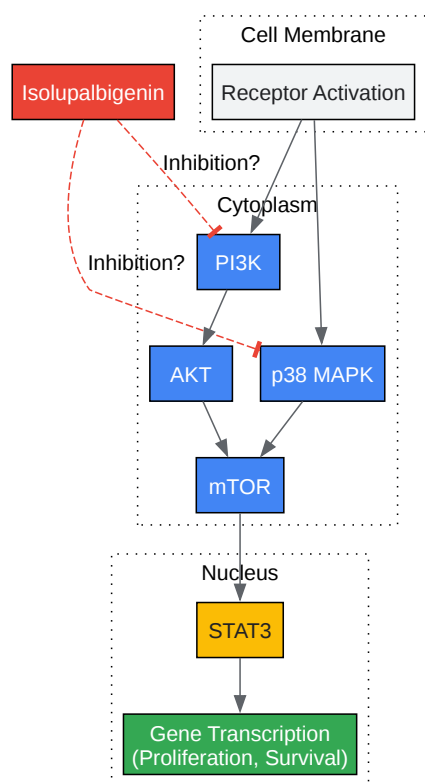 Cell Membrane
Isolupalbigenin
Receptor Activation
Inhibition?
Cytoplasm
Inhibition?
PI3K
AKT
p38 MAPK
mTOR
Nucleus
STAT3
Gene Transcription
(Proliferation, Survival)